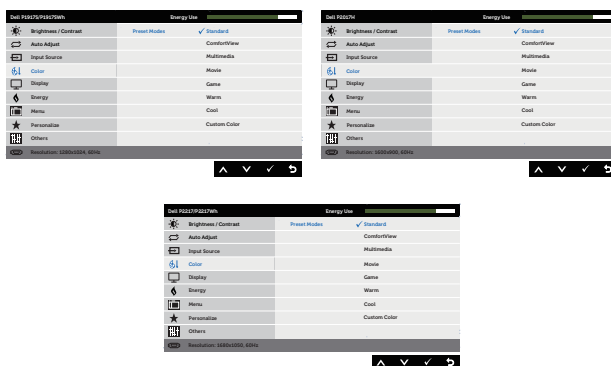 Dell P1917S/P1917SWh Energy Use
Brightness / Contrast Preset Modes ✓ Standard
Auto Adjust ComfortView
Input Source Multimedia
Color Movie
Display Game
Energy Warm
Menu Cool
Personalize Custom Color
Others
Resolution: 1280x1024, 60Hz
Dell P2017H Energy Use
Brightness / Contrast Preset Modes ✓ Standard
Auto Adjust ComfortView
Input Source Multimedia
Color Movie
Display Game
Energy Warm
Menu Cool
Personalize Custom Color
Others
Resolution: 1600x900, 60Hz
Dell P2217/P2217Wh Energy Use
Brightness / Contrast Preset Modes ✓ Standard
Auto Adjust ComfortView
Input Source Multimedia
Color Movie
Display Game
Energy Warm
Menu Cool
Personalize Custom Color
Others
Resolution: 1680x1050, 60Hz